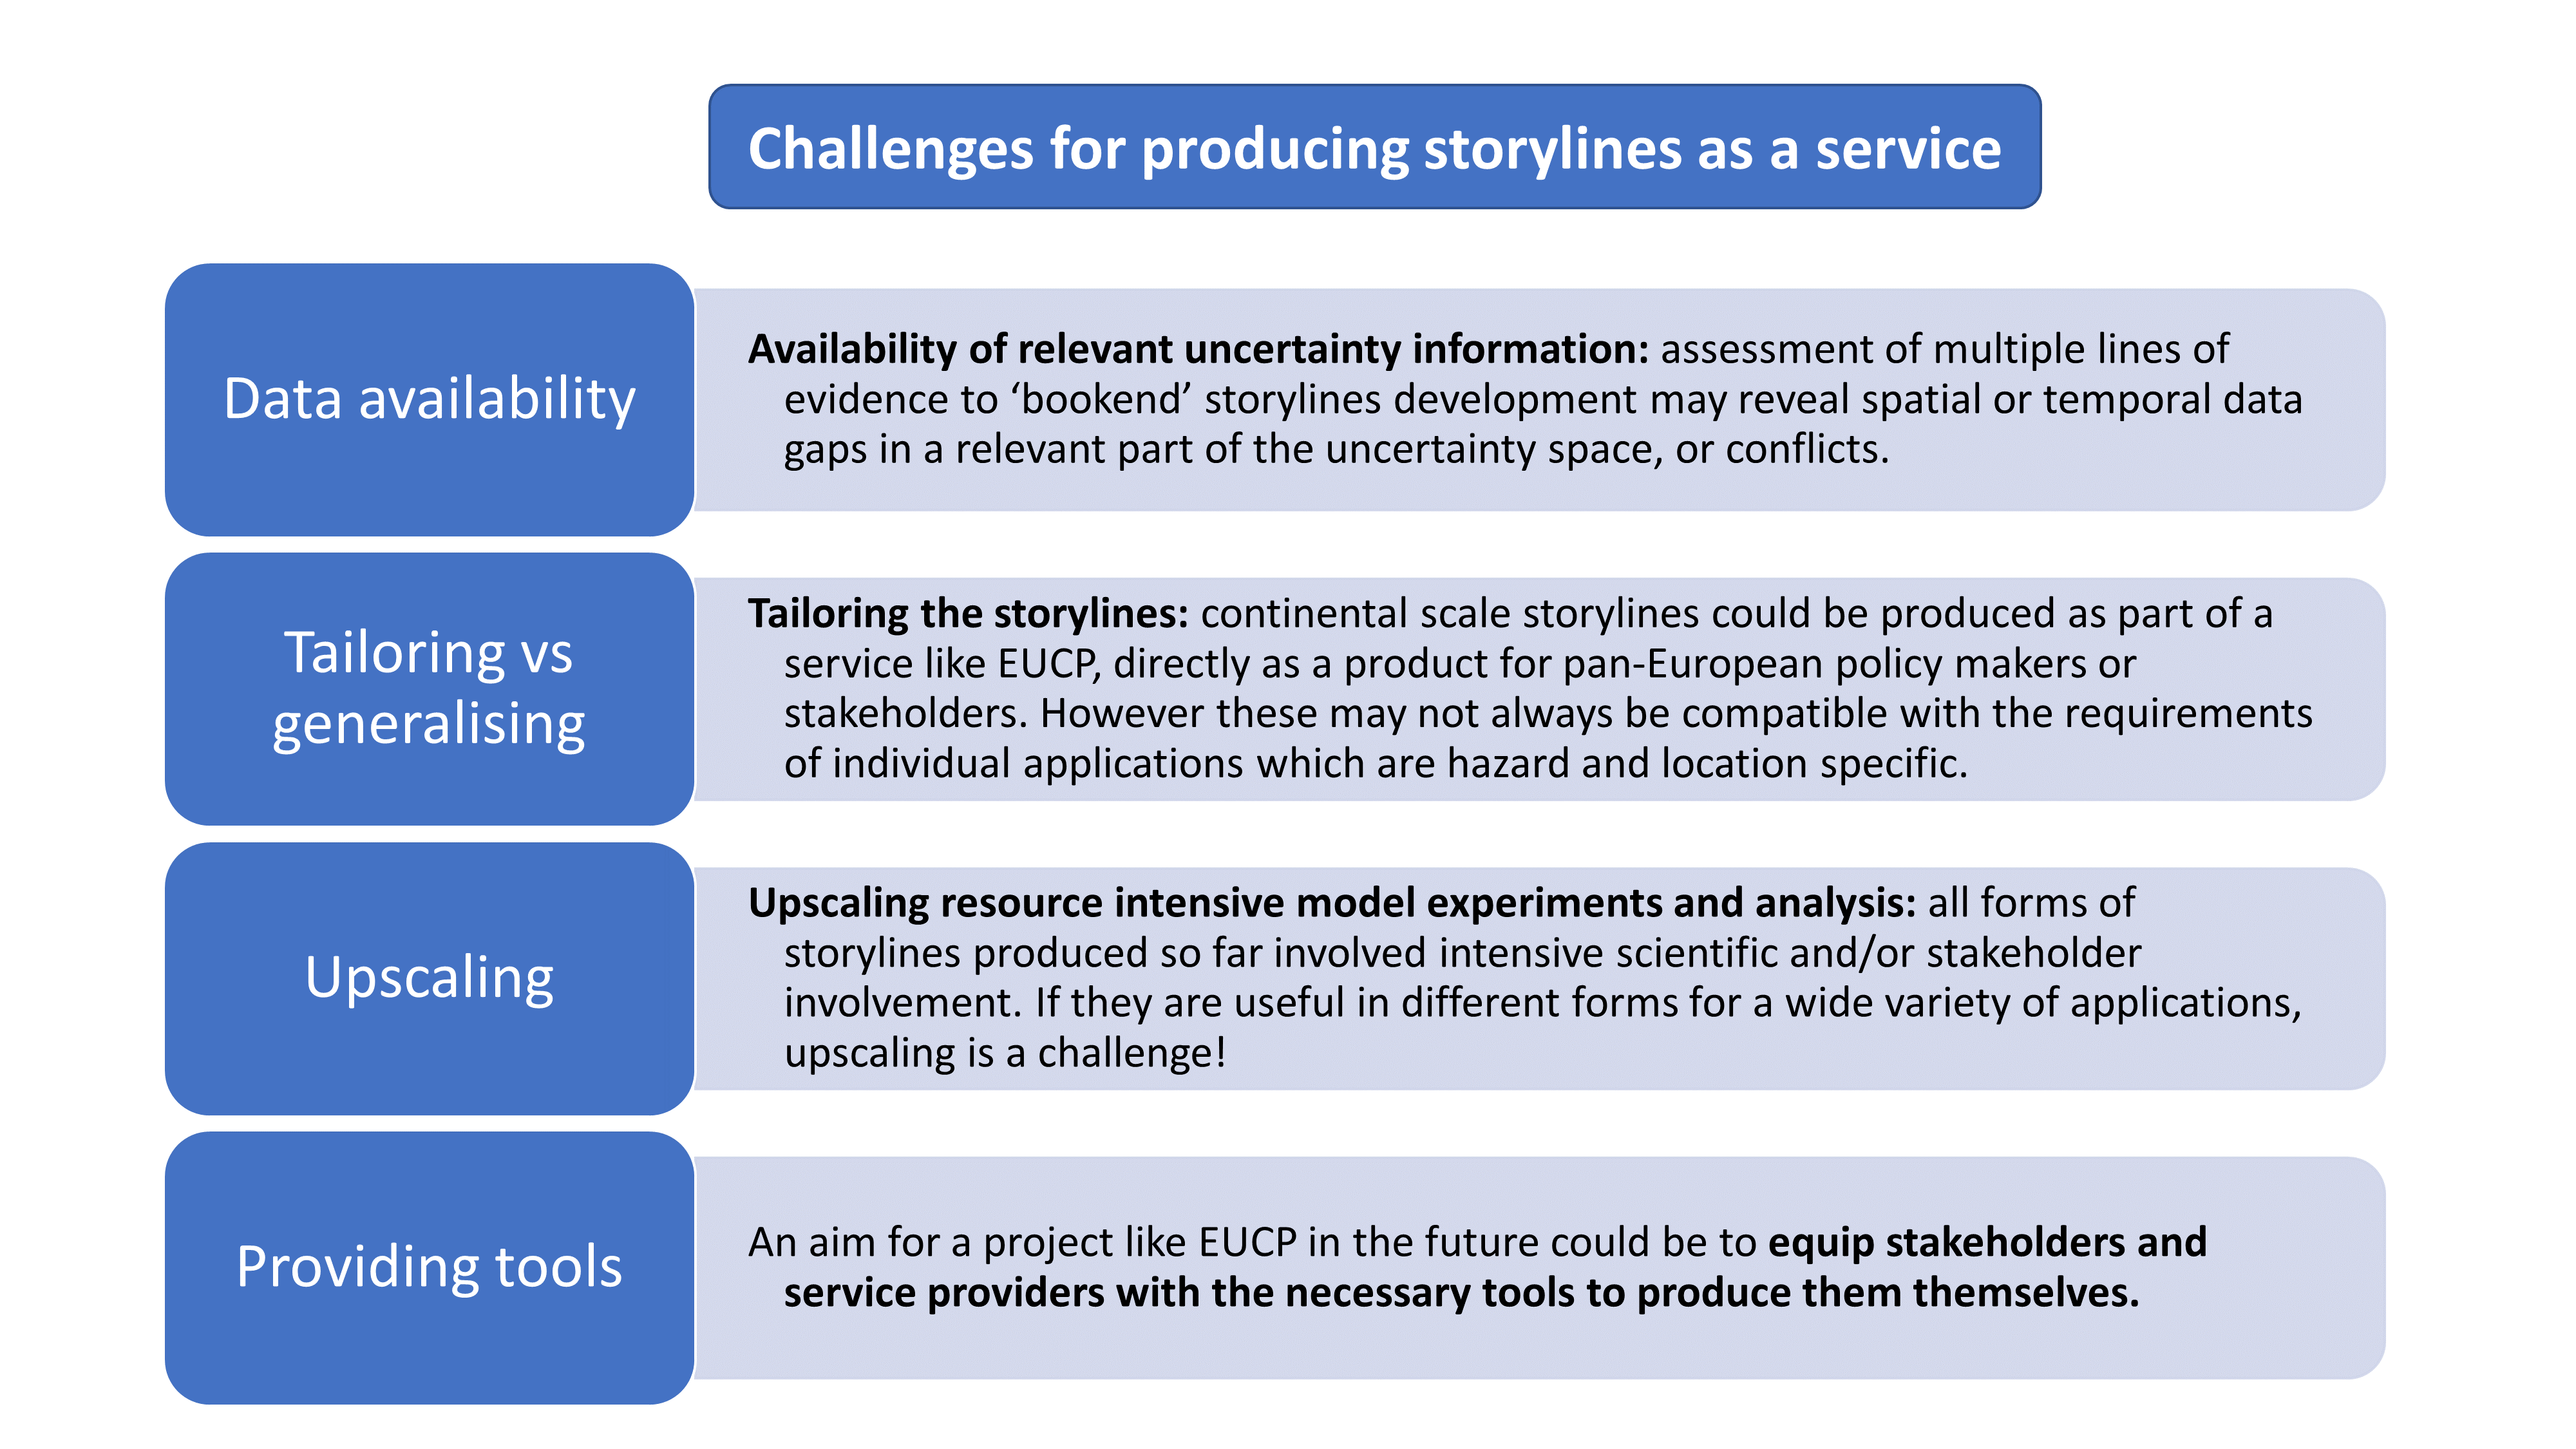 Challenges for producing storylines as a service
Data availability
Availability of relevant uncertainty information: assessment of multiple lines of
evidence to ‘bookend’ storylines development may reveal spatial or temporal data
gaps in a relevant part of the uncertainty space, or conflicts.
Tailoring vs
generalising
Tailoring the storylines: continental scale storylines could be produced as part of a
service like EUCP, directly as a product for pan-European policy makers or
stakeholders. However these may not always be compatible with the requirements
of individual applications which are hazard and location specific.
Upscaling
Upscaling resource intensive model experiments and analysis: all forms of
storylines produced so far involved intensive scientific and/or stakeholder
involvement. If they are useful in different forms for a wide variety of applications,
upscaling is a challenge!
Providing tools
An aim for a project like EUCP in the future could be to equip stakeholders and
service providers with the necessary tools to produce them themselves.